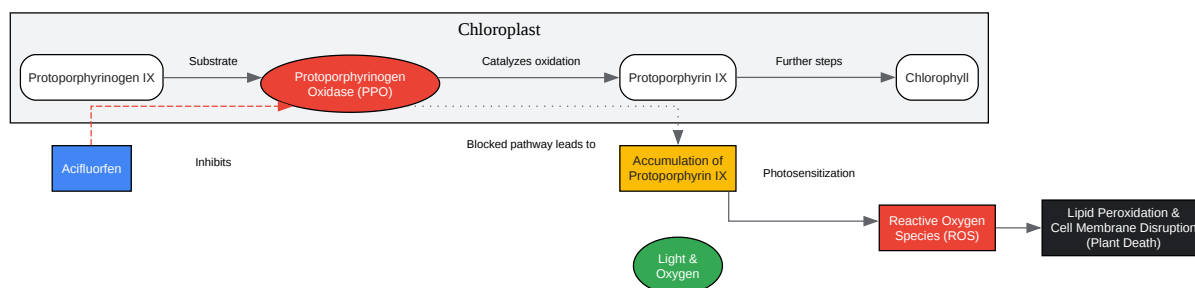 Chloroplast
Protoporphyrinogen IX
Substrate
Protoporphyrinogen
Oxidase (PPO)
Catalyzes oxidation
Protoporphyrin IX
Further steps
Chlorophyll
Acifluorfen
Inhibits
Blocked pathway leads to
Accumulation of
Protoporphyrin IX
Photosensitization
Reactive Oxygen
Species (ROS)
Lipid Peroxidation &
Cell Membrane Disruption
(Plant Death)
Light &
Oxygen